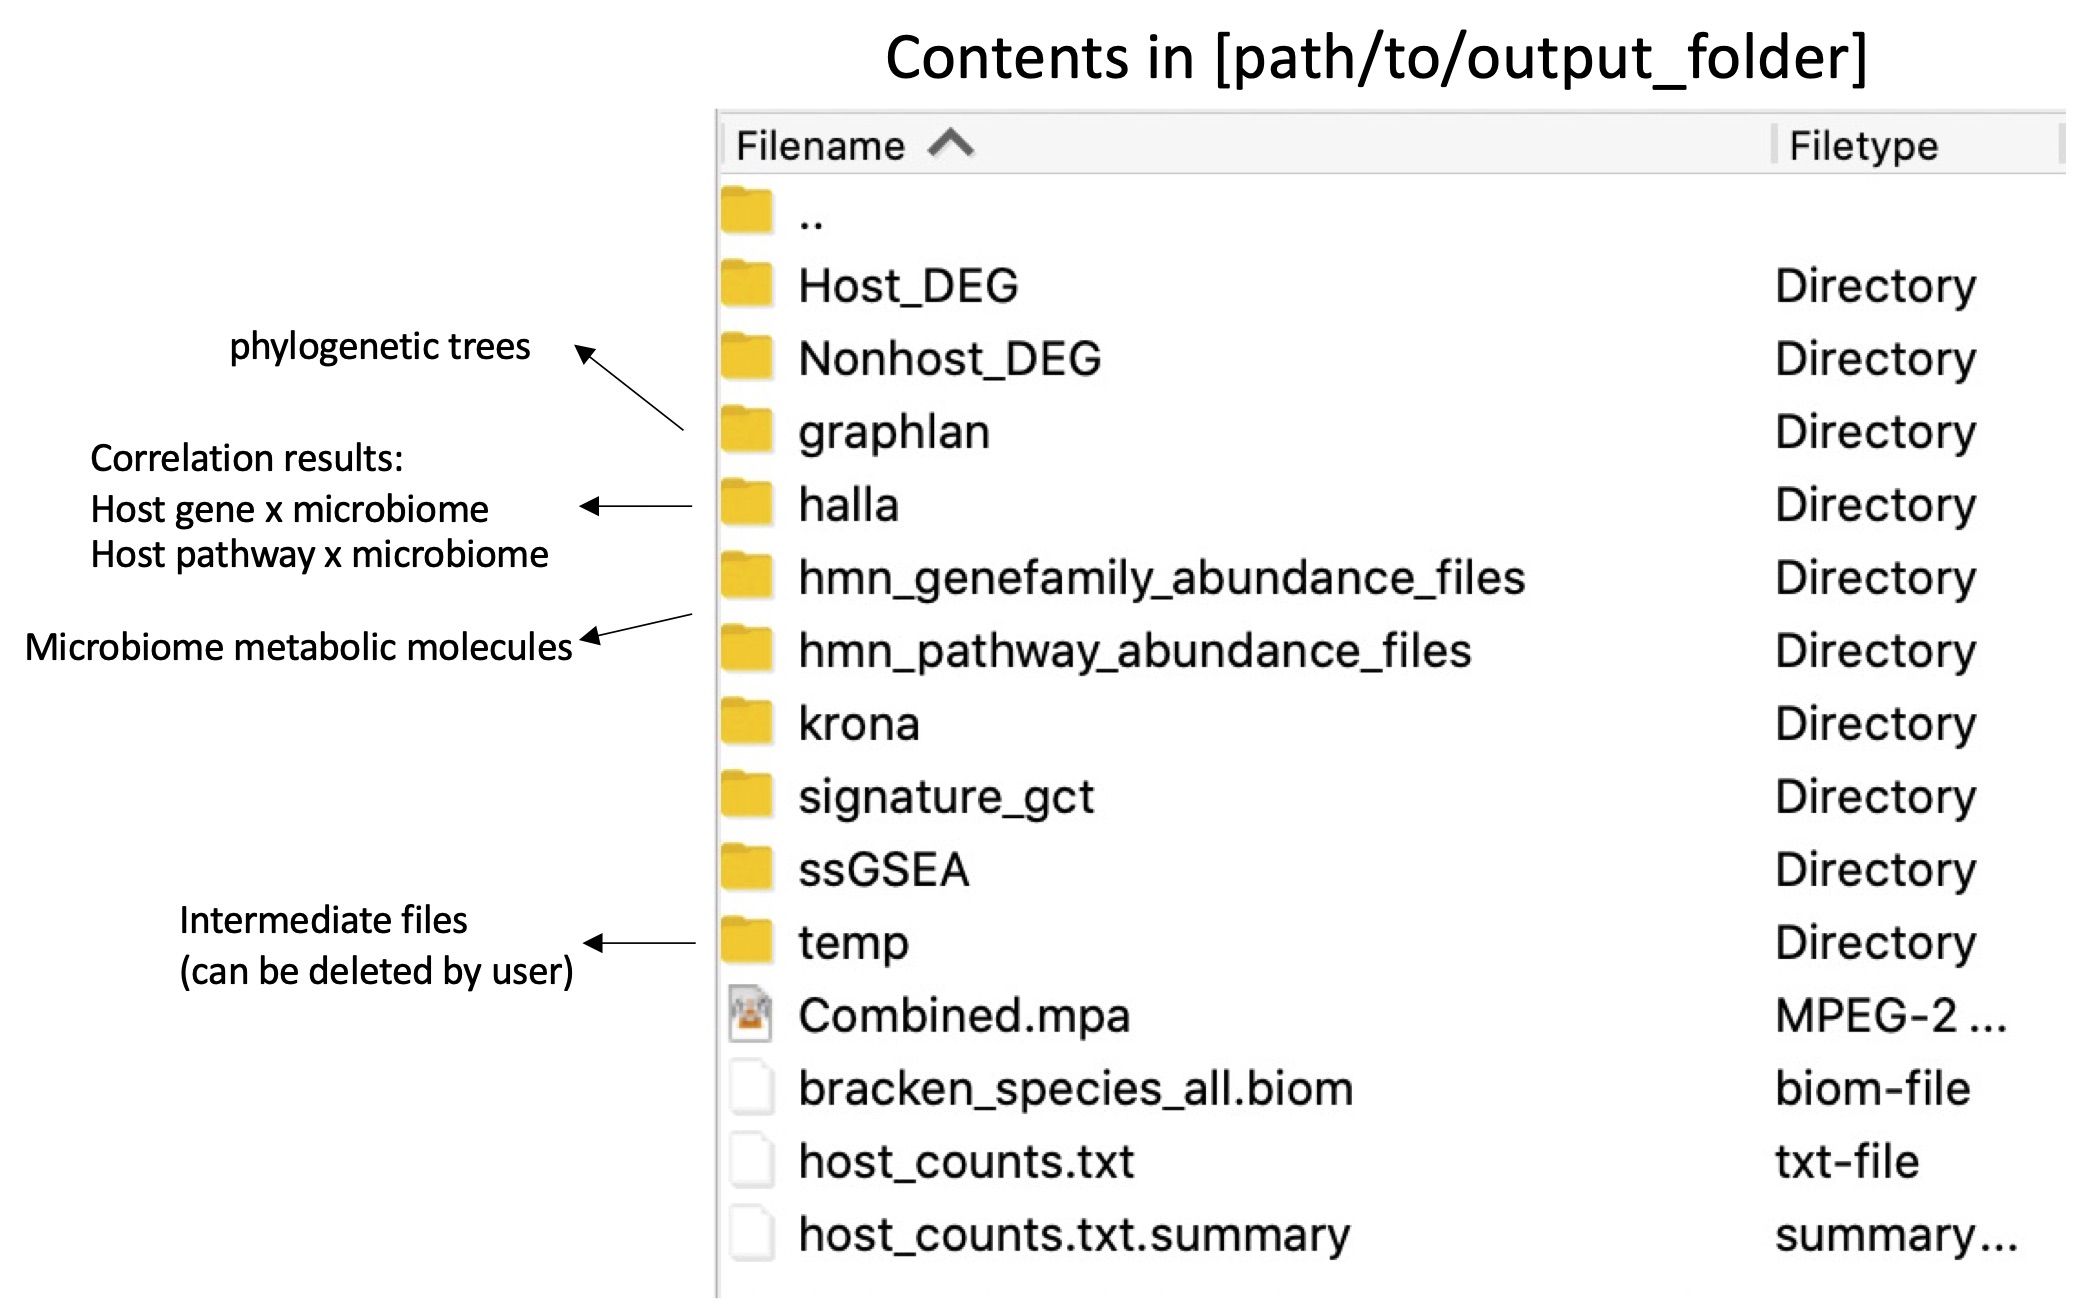 Contents in [path/to/output_folder]
Filename Filetype
..
Host_DEG Directory
Nonhost_DEG Directory
phylogenetic trees
graphlan Directory
Correlation results:
Host gene x microbiome
Host pathway x microbiome
halla Directory
hmn_genefamily_abundance_files Directory
Microbiome metabolic molecules
hmn_pathway_abundance_files Directory
krona Directory
signature_gct Directory
ssGSEA Directory
Intermediate files
(can be deleted by user)
temp Directory
Combined.mpa MPEG-2 ...
bracken_species_all.biom biom-file
host_counts.txt txt-file
host_counts.txt.summary summary...